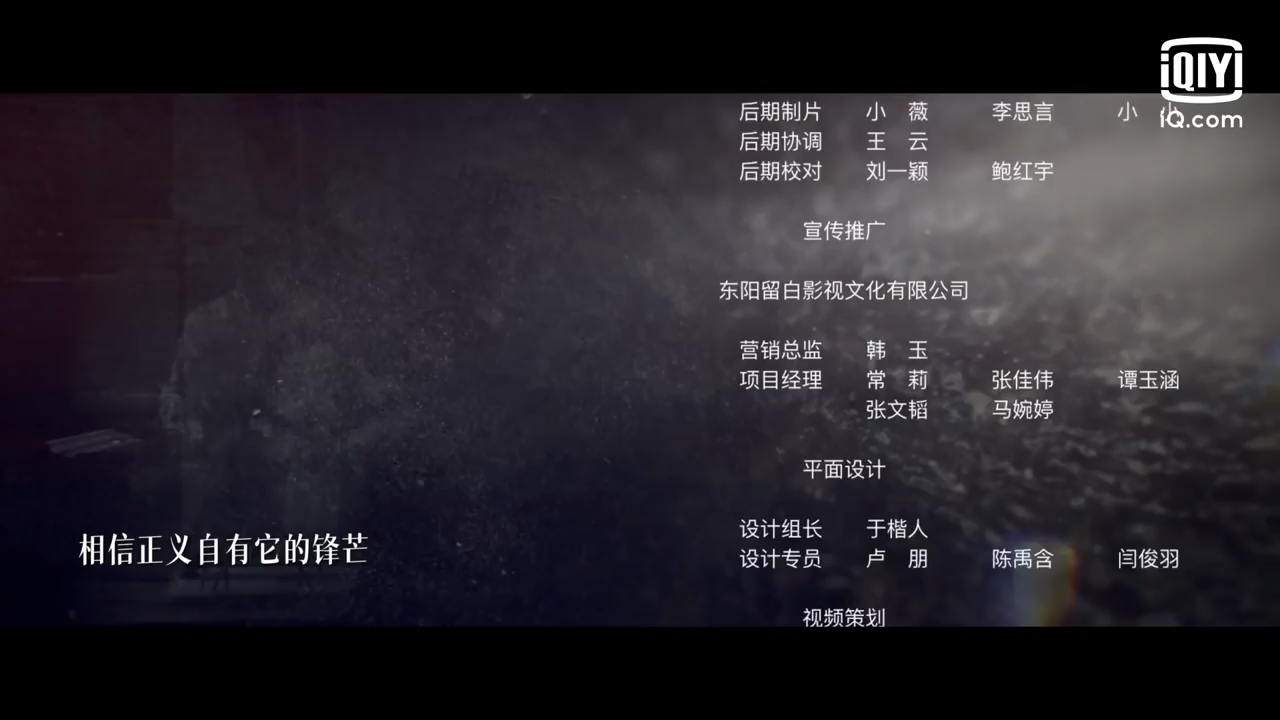 iQIYI
iQ.com
后期制片 小 薇 李思言 小 小
后期协调 王 云
后期校对 刘一颖 鲍红宇
宣传推广
东阳留白影视文化有限公司
营销总监 韩 玉
项目经理 常 莉 张佳伟 谭玉涵
张文韬 马婉婷
平面设计
设计组长 于楷人
设计专员 卢 朋 陈禹含 闫俊羽
视频策划
相信正义自有它的锋芒